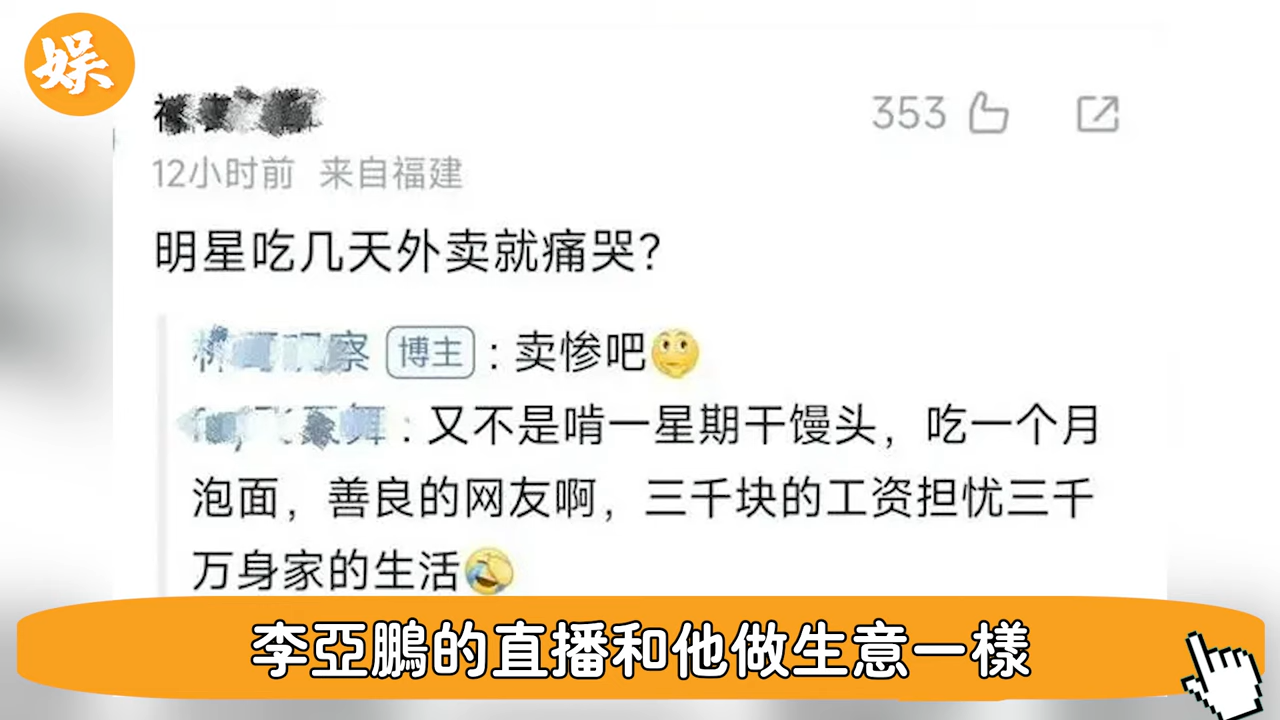 娱
353
12小时前 来自福建
明星吃几天外卖就痛哭？
察 博主：卖惨吧
：又不是啃一星期干馒头，吃一个月
泡面，善良的网友啊，三千块的工资担忧三千
万身家的生活
李亞鵬的直播和他做生意一樣